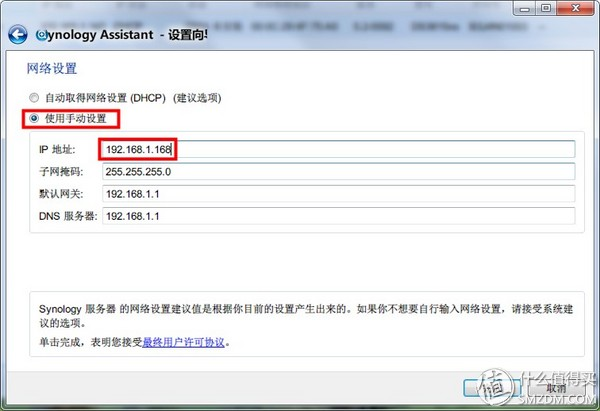 Synology Assistant - 设置向导
网络设置
自动取得网络设置 (DHCP) (建议选项)
使用手动设置
IP 地址: 192.168.1.168
子网掩码: 255.255.255.0
默认网关: 192.168.1.1
DNS 服务器: 192.168.1.1
Synology 服务器 的网络设置建议值是根据你目前的设置产生出来的。如果你不想要自行输入网络设置，请接受系统建
议的选项。
单击完成，表明您接受最终用户许可协议。
取消
值 什么值得买
SMZDM.COM